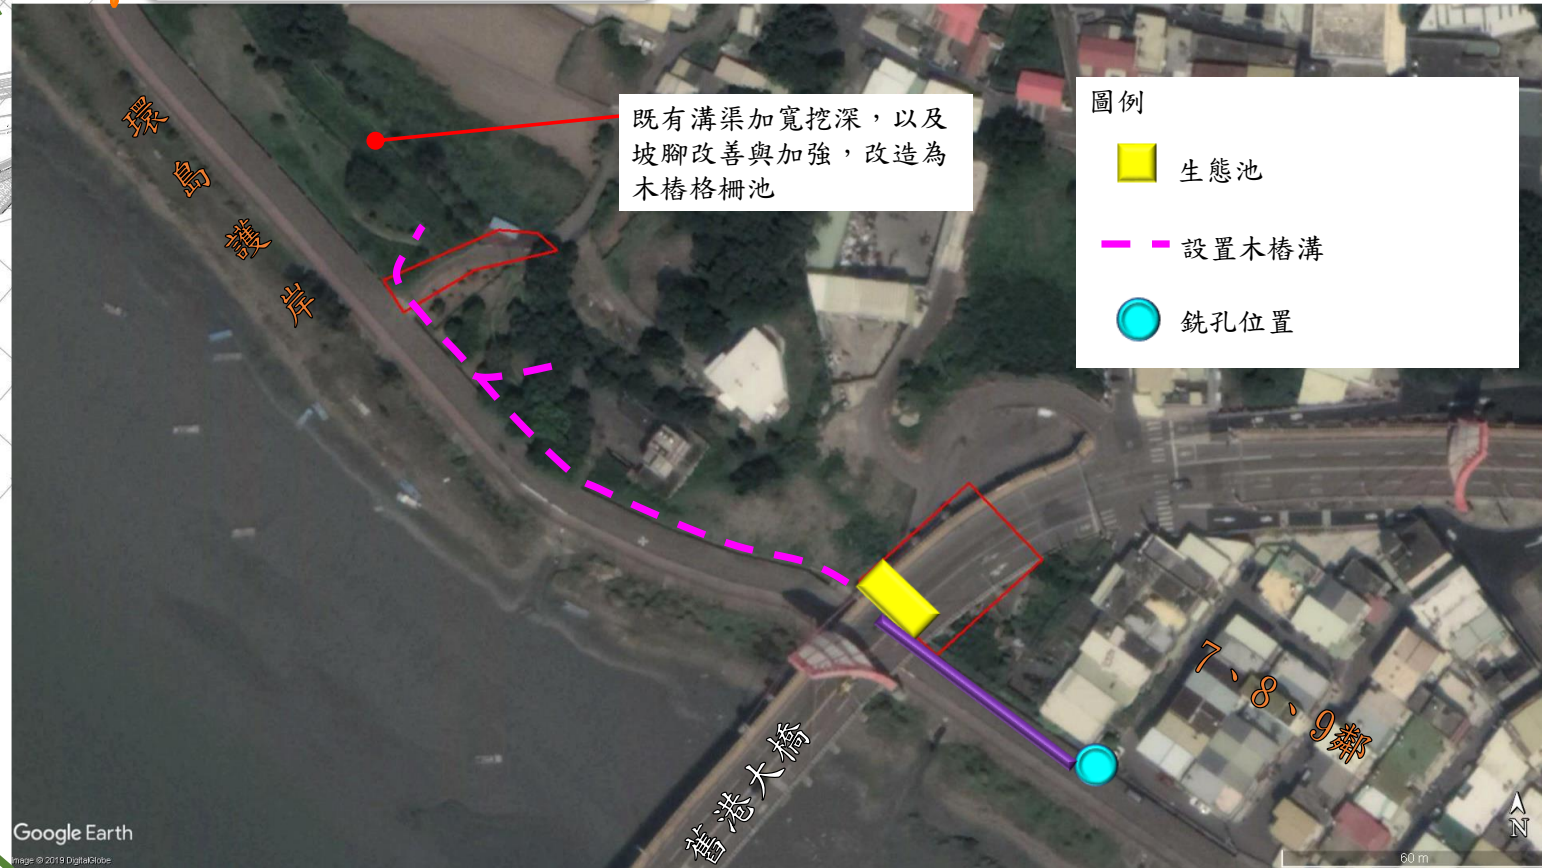 環島護岸
既有溝渠加寬挖深，以及
坡腳改善與加強，改造為
木樁格柵池
圖例
生態池
設置木樁溝
銑孔位置
7、8、9鄰
舊港大橋
N
Google Earth
Image © 2019 DigitalGlobe
60 m